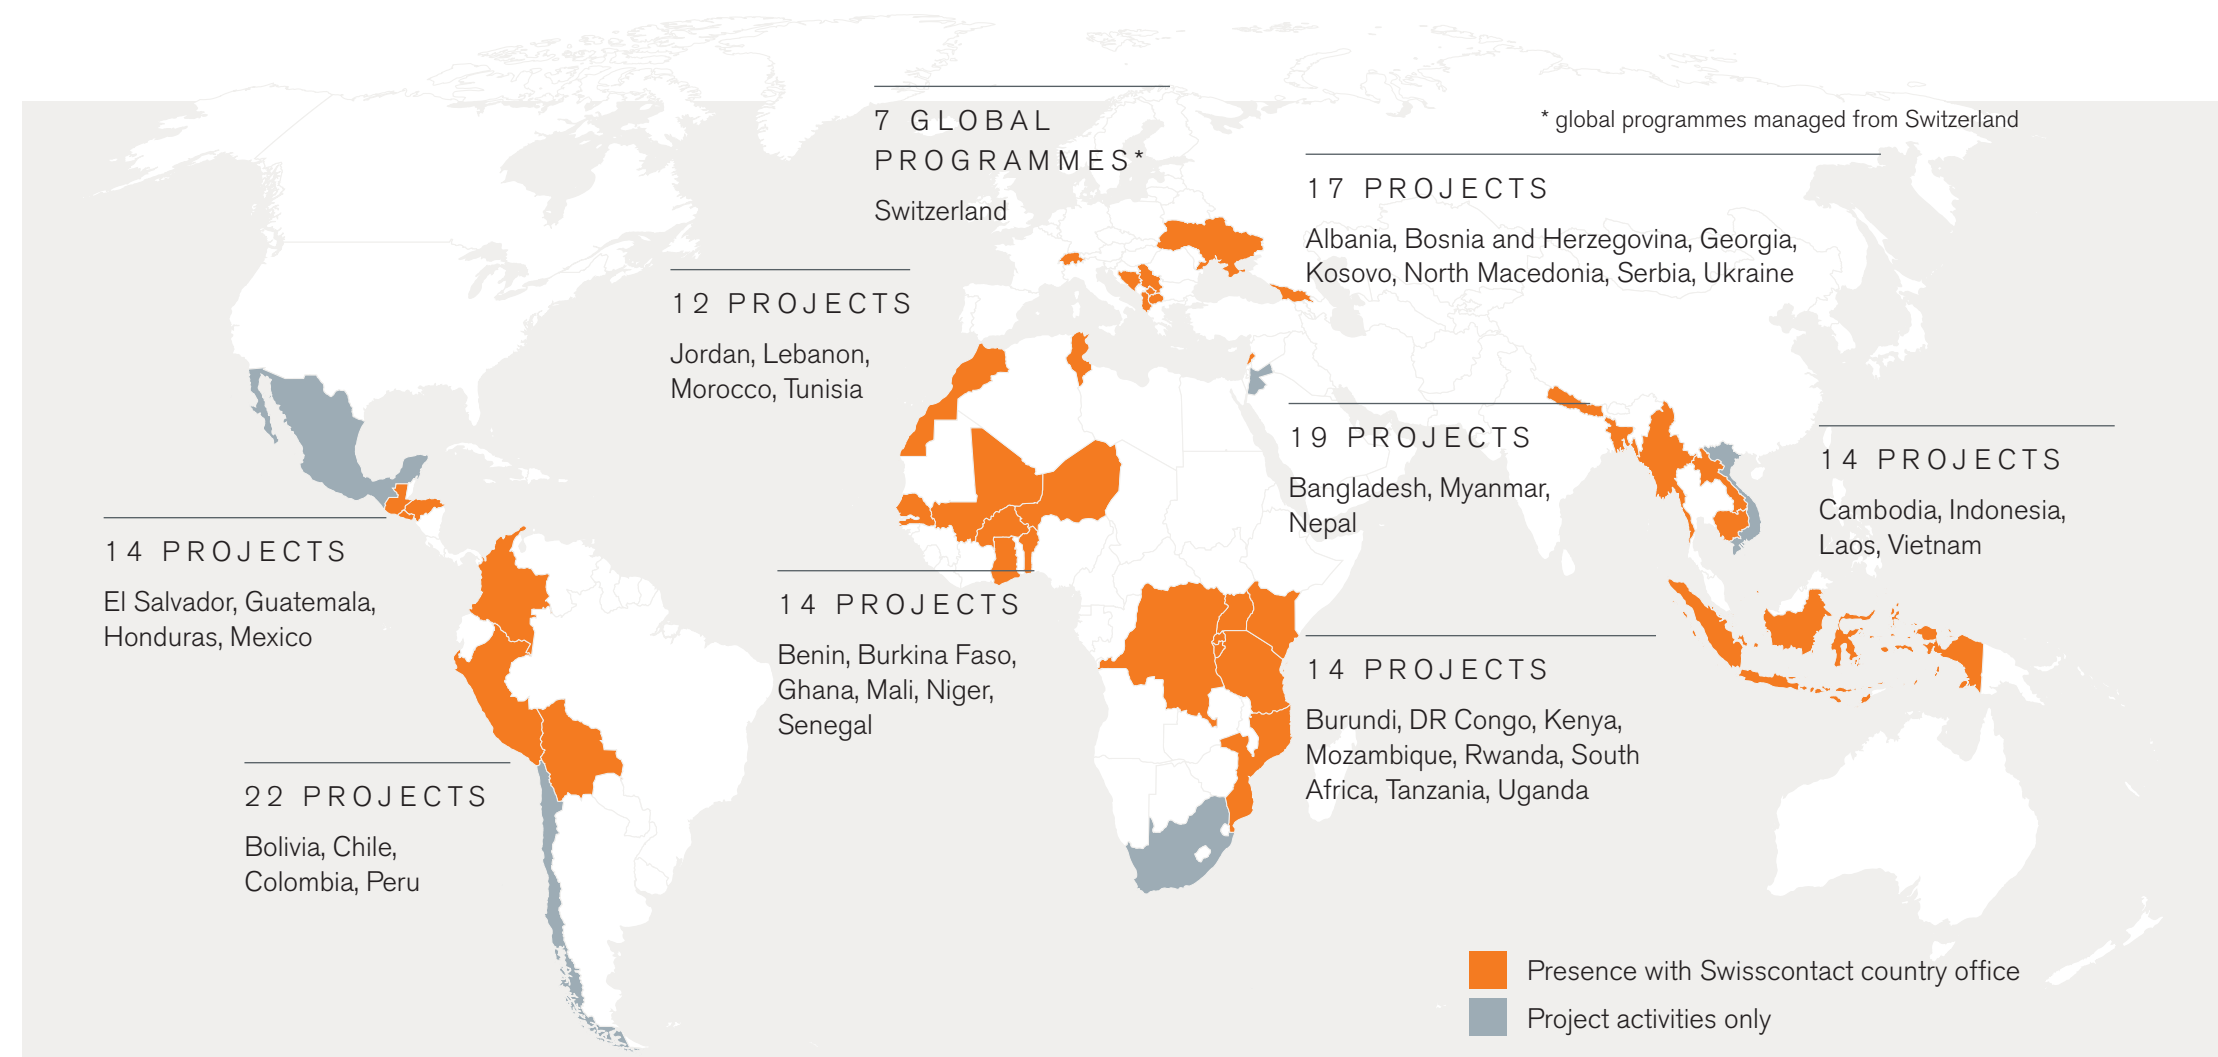 7 GLOBAL
PROGRAMMES*
Switzerland
* global programmes managed from Switzerland
17 PROJECTS
Albania, Bosnia and Herzegovina, Georgia,
Kosovo, North Macedonia, Serbia, Ukraine
12 PROJECTS
Jordan, Lebanon,
Morocco, Tunisia
19 PROJECTS
Bangladesh, Myanmar,
Nepal
14 PROJECTS
Cambodia, Indonesia,
Laos, Vietnam
14 PROJECTS
El Salvador, Guatemala,
Honduras, Mexico
14 PROJECTS
Benin, Burkina Faso,
Ghana, Mali, Niger,
Senegal
14 PROJECTS
Burundi, DR Congo, Kenya,
Mozambique, Rwanda, South
Africa, Tanzania, Uganda
22 PROJECTS
Bolivia, Chile,
Colombia, Peru
Presence with Swisscontact country office
Project activities only